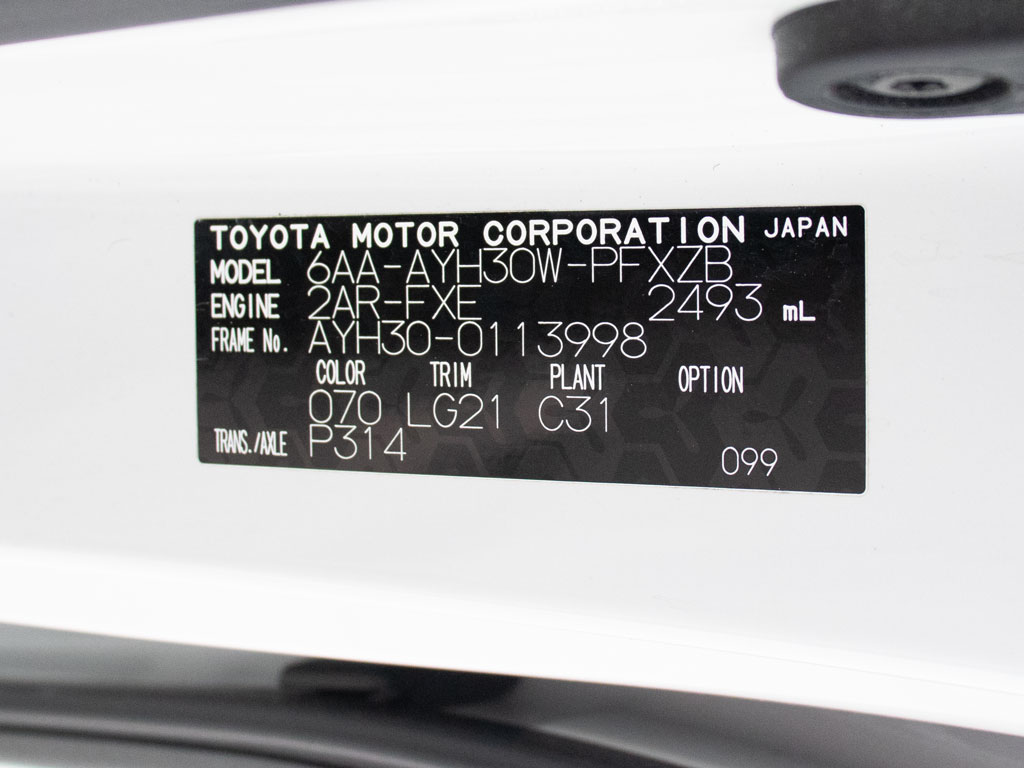 TOYOTA MOTOR CORPORATION JAPAN
MODEL 6AA-AYH30W-PFXZB
ENGINE 2AR-FXE 2493 mL
FRAME No. AYH30-0113998
COLOR TRIM PLANT OPTION
070 LG21 C31
TRANS./AXLE P314 099